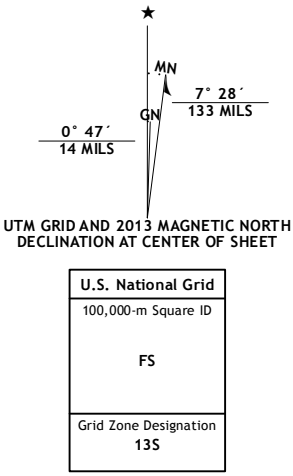 ★
MN
7° 28´
133 MILS
GN
0° 47´
14 MILS
UTM GRID AND 2013 MAGNETIC NORTH
DECLINATION AT CENTER OF SHEET
U.S. National Grid
100,000-m Square ID
FS
Grid Zone Designation
13S